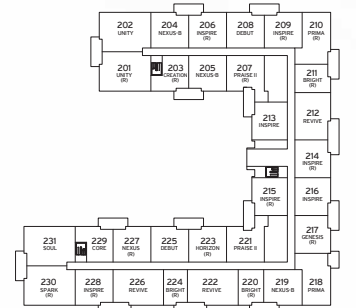 202
UNITY
204
NEXUS-B
206
INSPIRE
(R)
208
DEBUT
209
INSPIRE
(R)
210
PRIMA
(R)
201
UNITY
(R)
203
CREATION
(R)
205
NEXUS-B
207
PRAISE II
(R)
211
BRIGHT
(R)
212
REVIVE
213
INSPIRE
214
INSPIRE
(R)
215
INSPIRE
(R)
216
INSPIRE
217
GENESIS
(R)
231
SOUL
229
CORE
227
NEXUS
(R)
225
DEBUT
223
HORIZON
(R)
221
PRAISE II
230
SPARK
(R)
228
INSPIRE
(R)
226
REVIVE
224
BRIGHT
(R)
222
REVIVE
220
BRIGHT
(R)
219
NEXUS-B
218
PRIMA